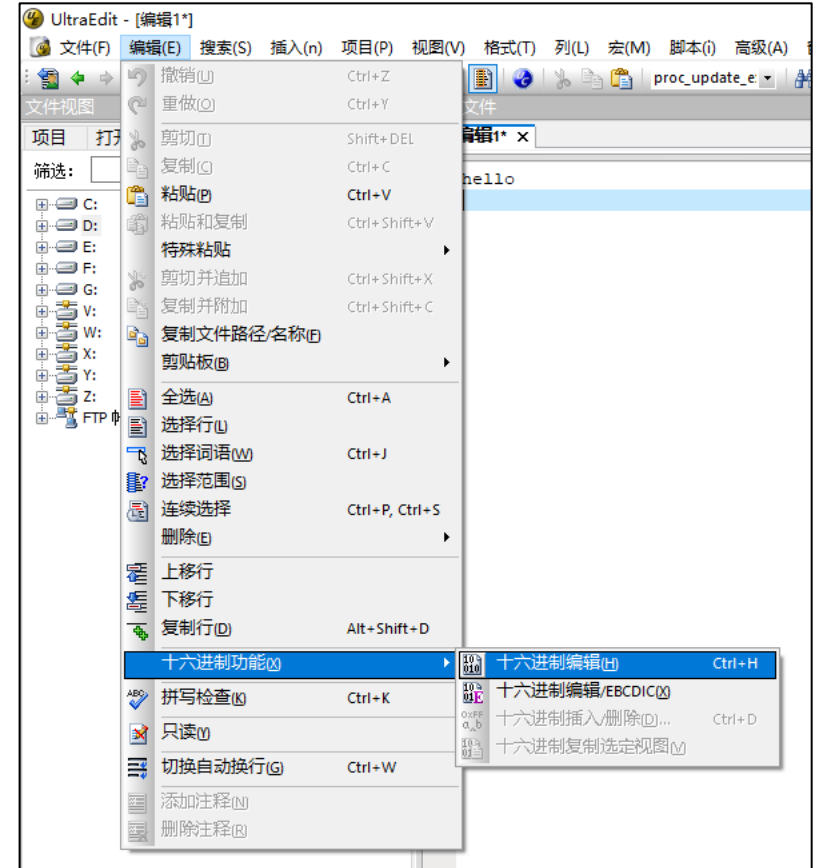 UltraEdit - [编辑1*]
文件(F) 编辑(E) 搜索(S) 插入(n) 项目(P) 视图(V) 格式(T) 列(L) 宏(M) 脚本(i) 高级(A)
proc_update_e
文件视图
文件
项目
编辑1* ×
筛选:
hello
C:
D:
E:
F:
G:
V:
W:
X:
Y:
Z:
FTP
撤销(U) Ctrl+Z
重做(O) Ctrl+Y
剪切(T) Shift+DEL
复制(C) Ctrl+C
粘贴(P) Ctrl+V
粘贴和复制 Ctrl+Shift+V
特殊粘贴
剪切并追加 Ctrl+Shift+X
复制并附加 Ctrl+Shift+C
复制文件路径/名称(F)
剪贴板(B)
全选(A) Ctrl+A
选择行(L)
选择词语(W) Ctrl+J
选择范围(S)
连续选择 Ctrl+P, Ctrl+S
删除(E)
上移行
下移行
复制行(D) Alt+Shift+D
十六进制功能(X)
拼写检查(K) Ctrl+K
只读(Y)
切换自动换行(G) Ctrl+W
添加注释(N)
删除注释(R)
十六进制编辑(H) Ctrl+H
十六进制编辑/EBCDIC(X)
十六进制插入/删除(D)... Ctrl+D
十六进制复制选定视图(V)